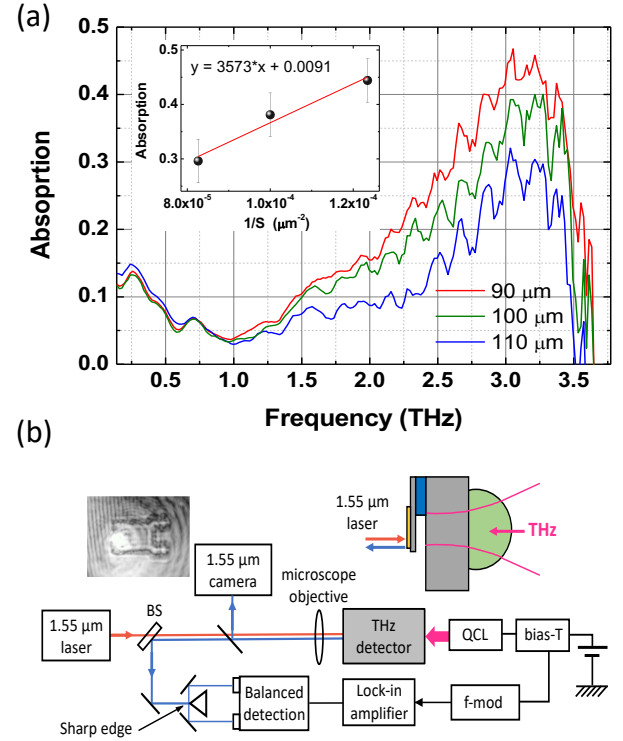 (a)
0.5
0.4
0.3
0.2
0.1
0.0
Absoprtion
0.5
0.4
0.3
Absorption
y = 3573*x + 0.0091
8.0x10-5
1.0x10-4
1.2x10-4
1/S (μm-2)
90 μm
100 μm
110 μm
0.5
1.0
1.5
2.0
2.5
3.0
3.5
Frequency (THz)
(b)
1.55 μm
laser
THz
1.55 μm
camera
microscope
objective
BS
1.55 μm
laser
THz
detector
QCL
bias-T
Balanced
detection
Lock-in
amplifier
f-mod
Sharp edge